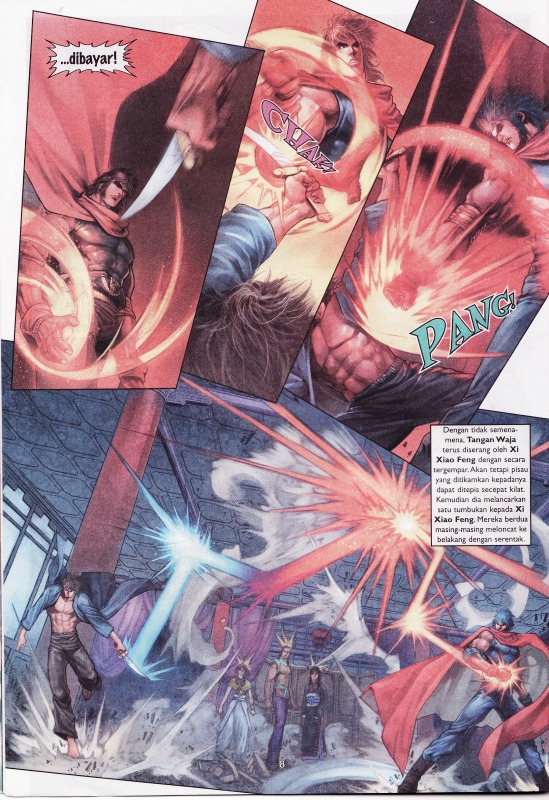 ...dibayar!
CHAK
PANG!
Dengan tidak semena-
mena, Tangan Waja
terus diserang oleh Xi
Xiao Feng dengan secara
tergempar. Akan tetapi pisau
yang ditikamkan kepadanya
dapat ditepis secepat kilat.
Kemudian dia melancarkan
satu tumbukan kepada Xi
Xiao Feng. Mereka berdua
masing-masing meloncat ke
belakang dengan serentak.
8